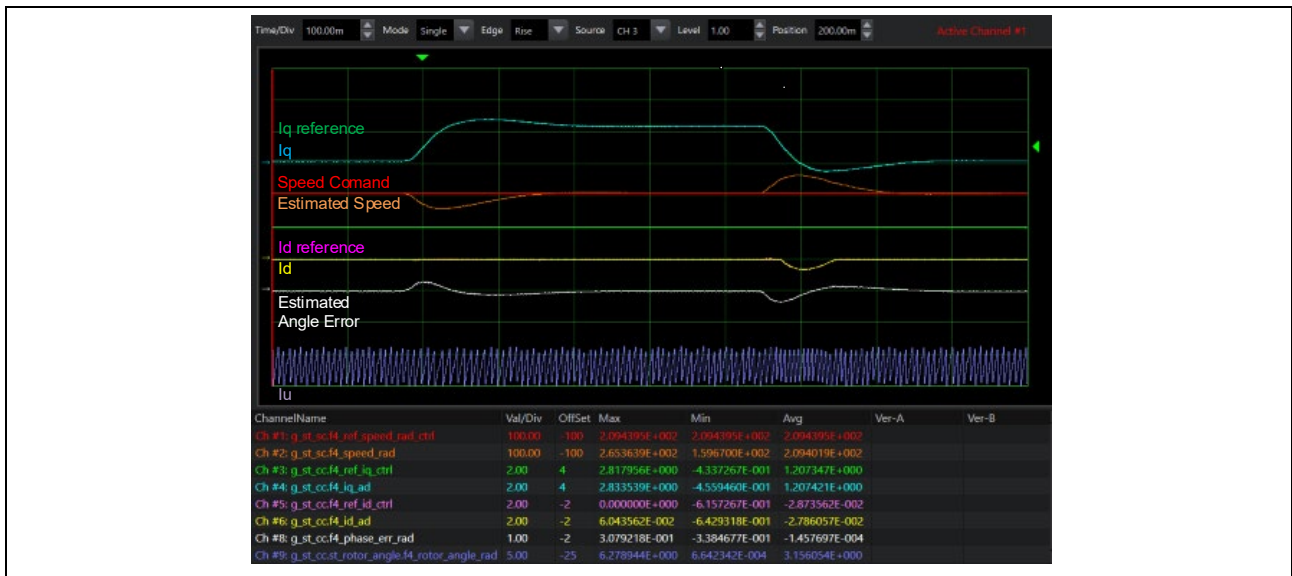 Time/Div 100.00m Mode Single Edge Rise Source CH 3 Level 1.00 Position 200.00m Active Channel #1
Iq reference
Iq
Speed Comand
Estimated Speed
Id reference
Id
Estimated
Angle Error
Iu
ChannelName Val/Div OffSet Max Min Avg Ver-A Ver-B
Ch #1: g_st_sc.f4_ref_speed_rad_ctrl 100.00 -100 2.094395E+002 2.094395E+002 2.094395E+002
Ch #2: g_st_sc.f4_speed_rad 100.00 -100 2.653639E+002 1.596700E+002 2.094019E+002
Ch #3: g_st_cc.f4_ref_iq_ctrl 2.00 4 2.817956E+000 -4.337267E-001 1.207347E+000
Ch #4: g_st_cc.f4_iq_ad 2.00 4 2.833539E+000 -4.559460E-001 1.207421E+000
Ch #5: g_st_cc.f4_ref_id_ctrl 2.00 -2 0.000000E+000 -6.157267E-001 -2.873562E-002
Ch #6: g_st_cc.f4_id_ad 2.00 -2 6.043562E-002 -6.429318E-001 -2.786057E-002
Ch #8: g_st_cc.f4_phase_err_rad 1.00 -2 3.079218E-001 -3.384677E-001 -1.457697E-004
Ch #9: g_st_cc.st_rotor_angle.f4_rotor_angle_rad 5.00 -25 6.278944E+000 6.642342E-004 3.156054E+000